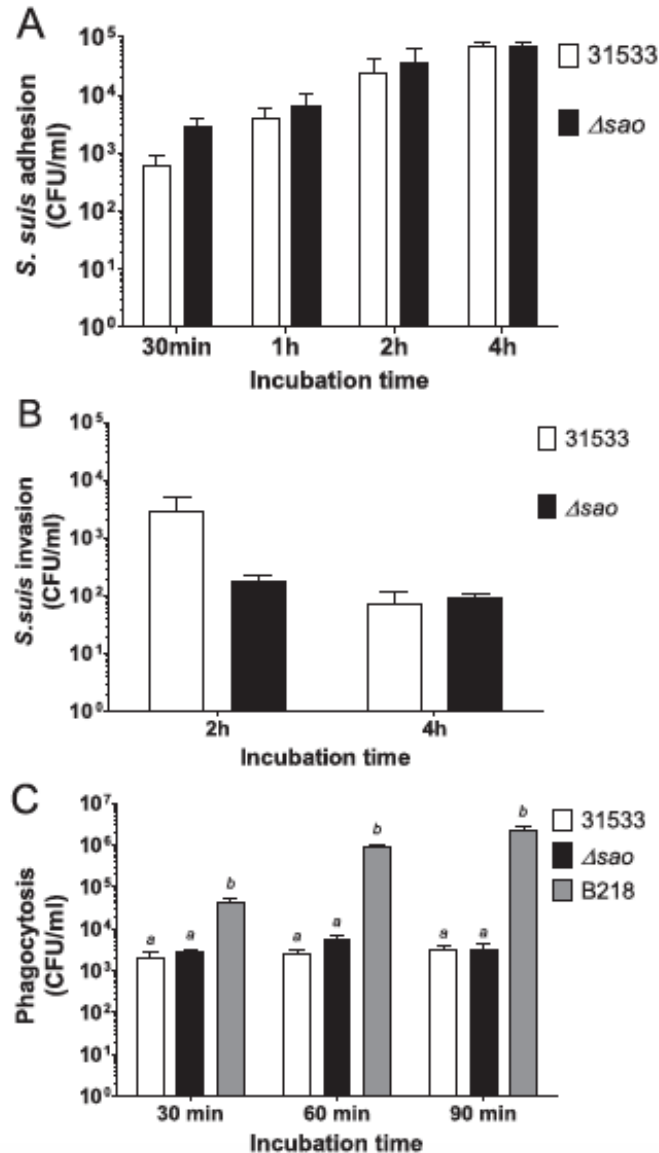 A
S. suis adhesion
(CFU/ml)
10⁵
10⁴
10³
10²
10¹
10⁰
30min 1h 2h 4h
Incubation time
31533
Δsao
B
S.suis invasion
(CFU/ml)
10⁵
10⁴
10³
10²
10¹
10⁰
2h 4h
Incubation time
31533
Δsao
C
Phagocytosis
(CFU/ml)
10⁷
10⁶
10⁵
10⁴
10³
10²
10¹
10⁰
a a b a a b a a b
30 min 60 min 90 min
Incubation time
31533
Δsao
B218